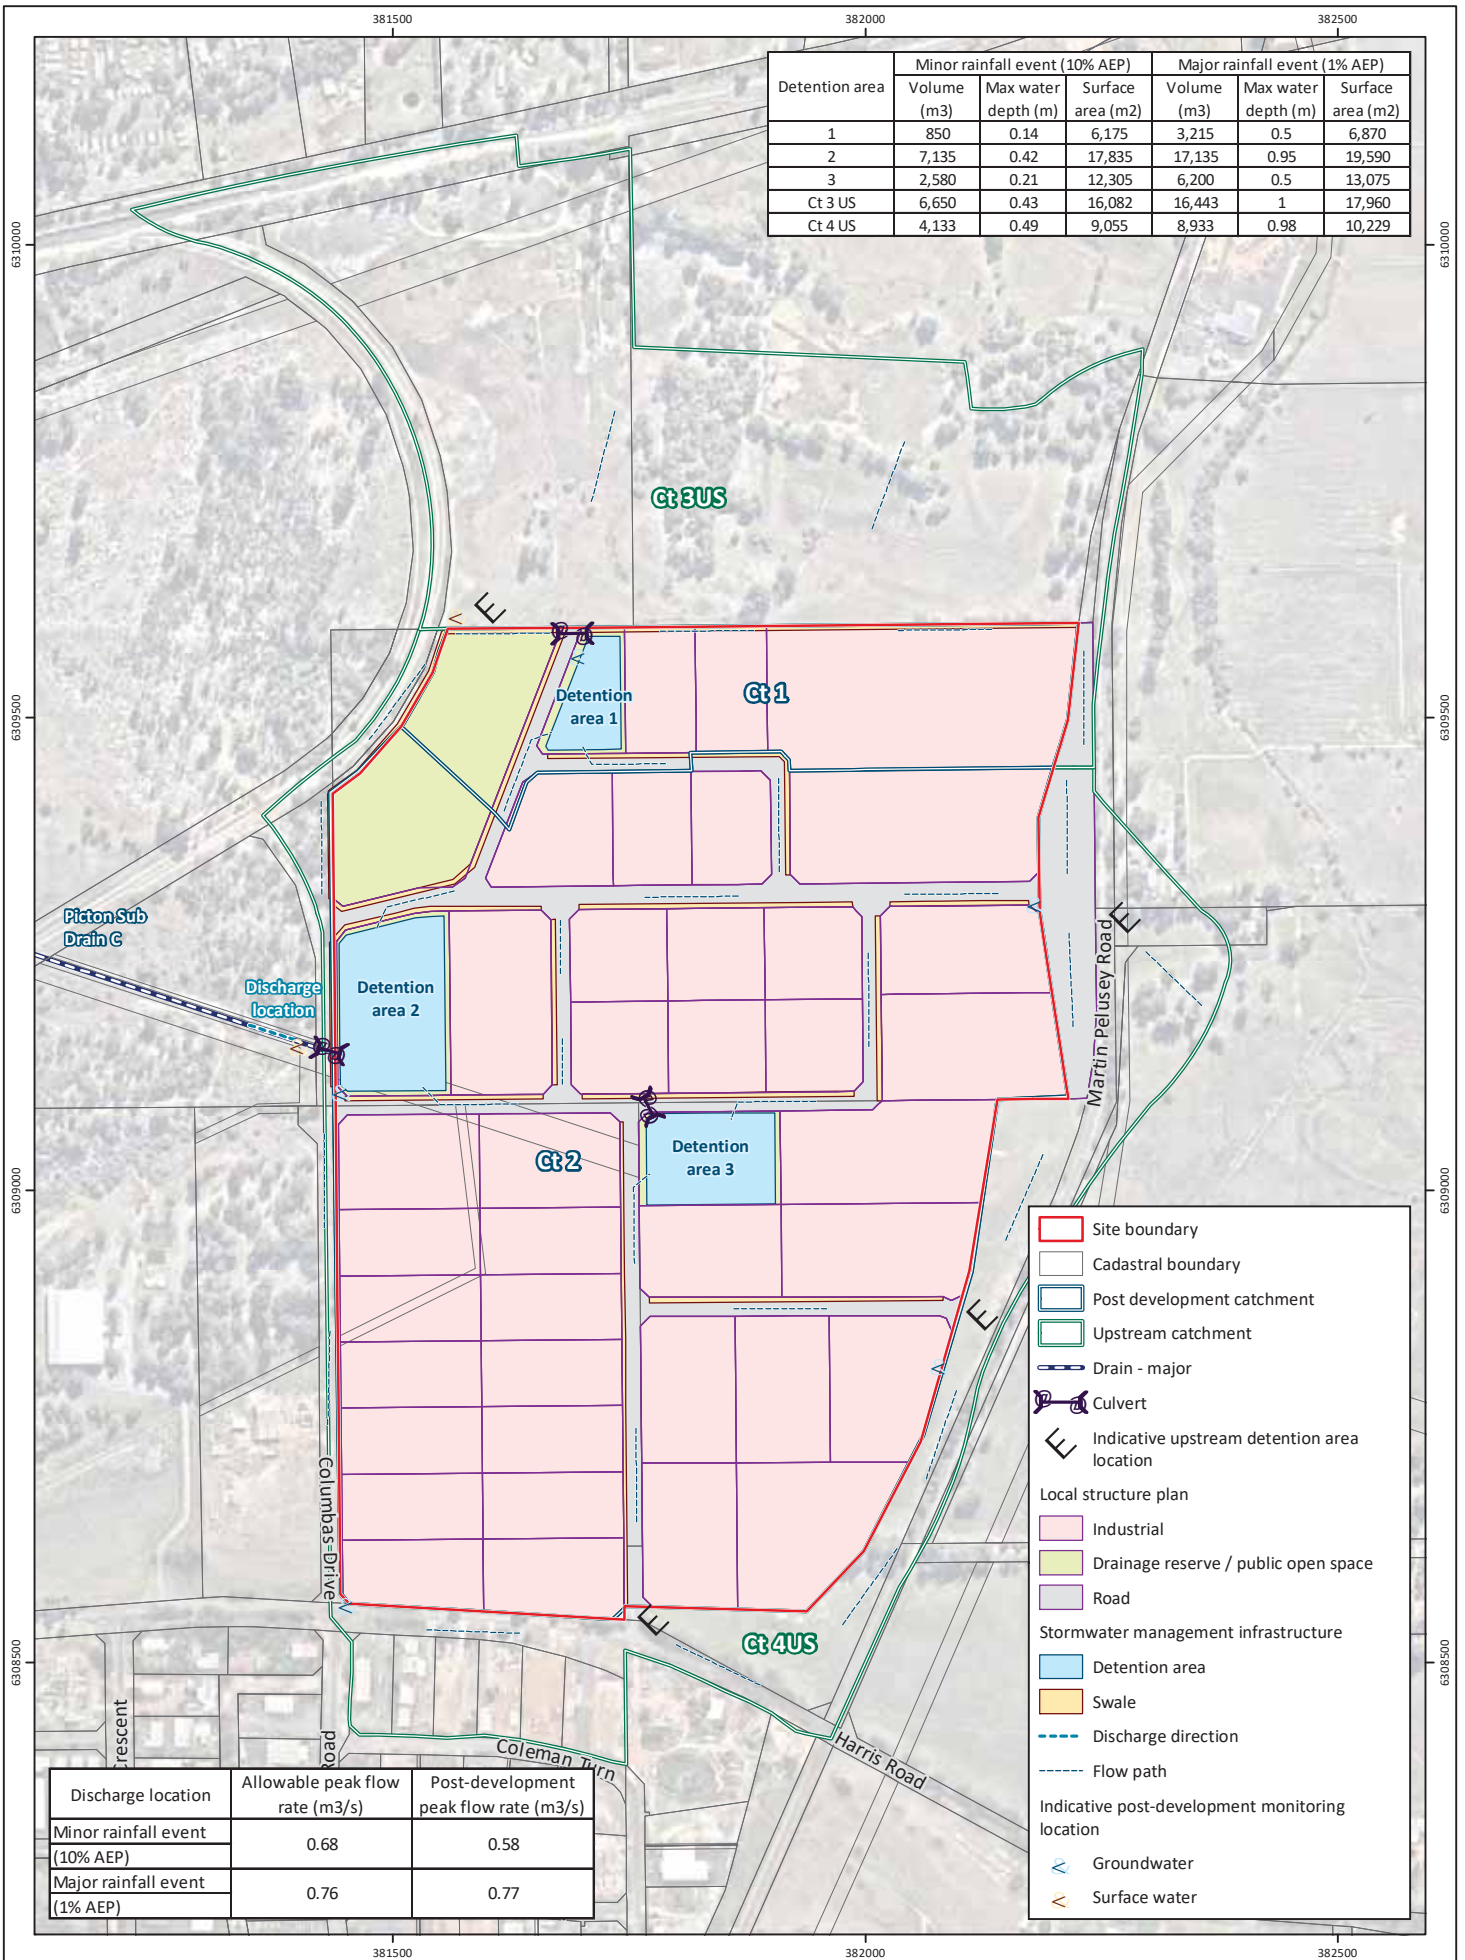 381500
382000
382500
Detention area
Minor rainfall event (10% AEP)
Major rainfall event (1% AEP)
Volume (m3)
Max water depth (m)
Surface area (m2)
Volume (m3)
Max water depth (m)
Surface area (m2)
1 850 0.14 6,175 3,215 0.5 6,870
2 7,135 0.42 17,835 17,135 0.95 19,590
3 2,580 0.21 12,305 6,200 0.5 13,075
Ct 3 US 6,650 0.43 16,082 16,443 1 17,960
Ct 4 US 4,133 0.49 9,055 8,933 0.98 10,229
6310000
6310000
Ct 3US
E
Ct 1
Detention
area 1
6309500
6309500
Picton Sub
Drain C
E
Discharge
location
Detention
area 2
Martin Pelusey Road
Ct 2
Detention
area 3
6309000
6309000
E
Columbas Drive
E
Ct 4US
6308500
6308500
Crescent
Road
Coleman Turn
Harris Road
Site boundary
Cadastral boundary
Post development catchment
Upstream catchment
Drain - major
Culvert
E
Indicative upstream detention area
location
Local structure plan
Industrial
Drainage reserve / public open space
Road
Stormwater management infrastructure
Detention area
Swale
Discharge direction
Flow path
Indicative post-development monitoring
location
Groundwater
Surface water
Discharge location
Allowable peak flow
rate (m3/s)
Post-development
peak flow rate (m3/s)
Minor rainfall event
(10% AEP)
0.68 0.58
Major rainfall event
(1% AEP)
0.76 0.77
381500
382000
382500